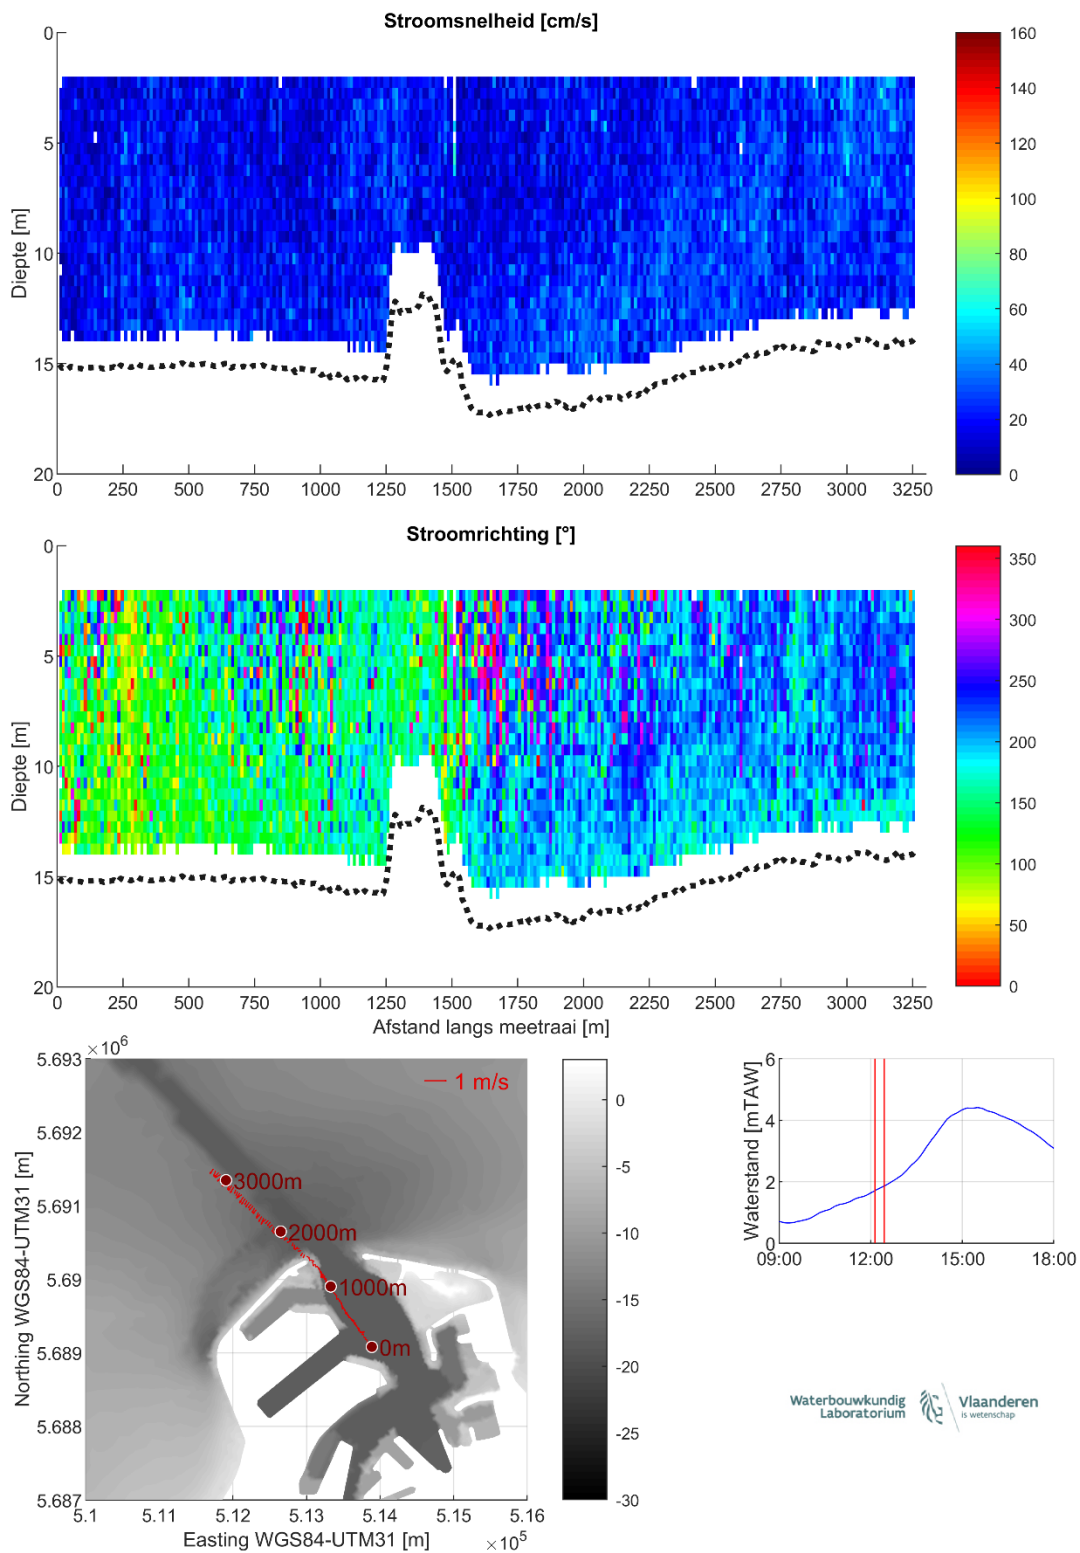 Stroomsnelheid [cm/s]
0
5
10
15
20
Diepte [m]
0 250 500 750 1000 1250 1500 1750 2000 2250 2500 2750 3000 3250
160
140
120
100
80
60
40
20
0
Stroomrichting [°]
0
5
10
15
20
Diepte [m]
0 250 500 750 1000 1250 1500 1750 2000 2250 2500 2750 3000 3250
Afstand langs meetraai [m]
350
300
250
200
150
100
50
0
×10⁶
5.693
5.692
5.691
5.69
5.689
5.688
5.687
Northing WGS84-UTM31 [m]
1 m/s
3000m
2000m
1000m
0m
5.1 5.12 5.13 5.14 5.15 5.16
Easting WGS84-UTM31 [m]
×10⁵
0
-5
-10
-15
-20
-25
-30
Waterstand [mTAW]
6
4
2
0
09:00 12:00 15:00 18:00
Waterbouwkundig
Laboratorium
Vlaanderen
is wetenschap